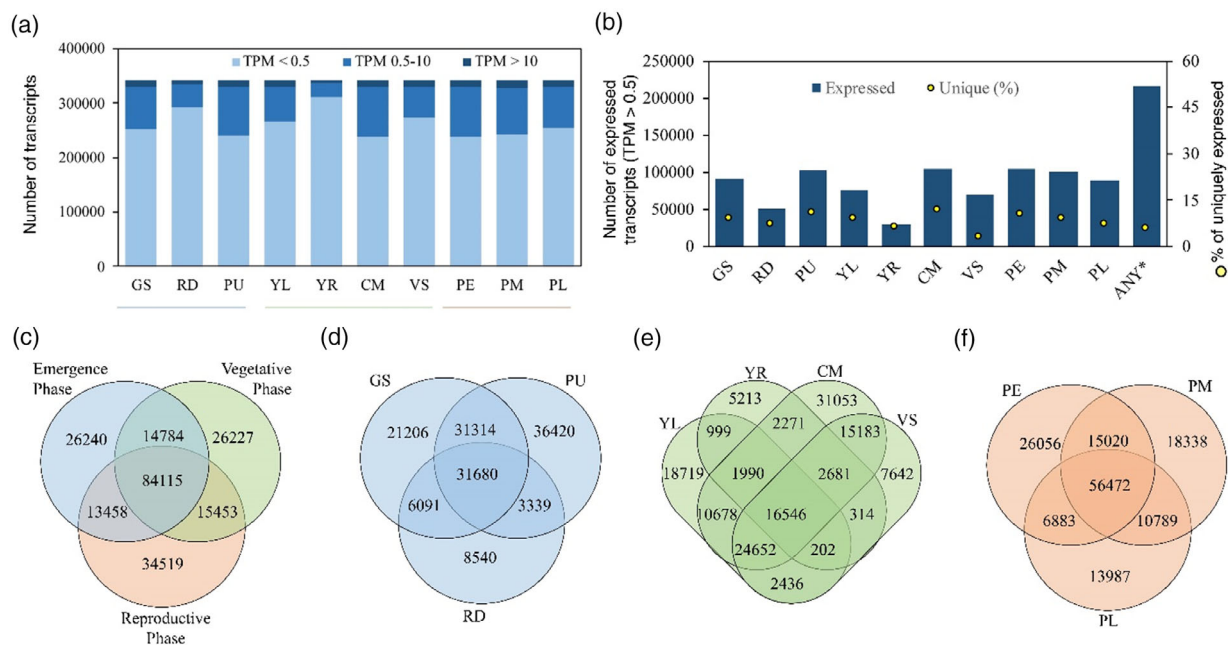 (a)
Number of transcripts
400000
300000
200000
100000
0
TPM < 0.5
TPM 0.5-10
TPM > 10
GS
RD
PU
YL
YR
CM
VS
PE
PM
PL
(b)
Number of expressed
transcripts (TPM > 0.5)
250000
200000
150000
100000
50000
0
Expressed
Unique (%)
60
45
30
15
0
% of uniquely expressed
GS
RD
PU
YL
YR
CM
VS
PE
PM
PL
ANY*
(c)
Emergence
Phase
Vegetative
Phase
26240
14784
26227
84115
13458
15453
34519
Reproductive
Phase
(d)
GS
PU
21206
31314
36420
31680
6091
3339
8540
RD
(e)
YR
CM
YL
VS
5213
31053
999
2271
15183
18719
1990
2681
7642
10678
16546
314
24652
202
2436
(f)
PE
PM
26056
15020
18338
56472
6883
10789
13987
PL